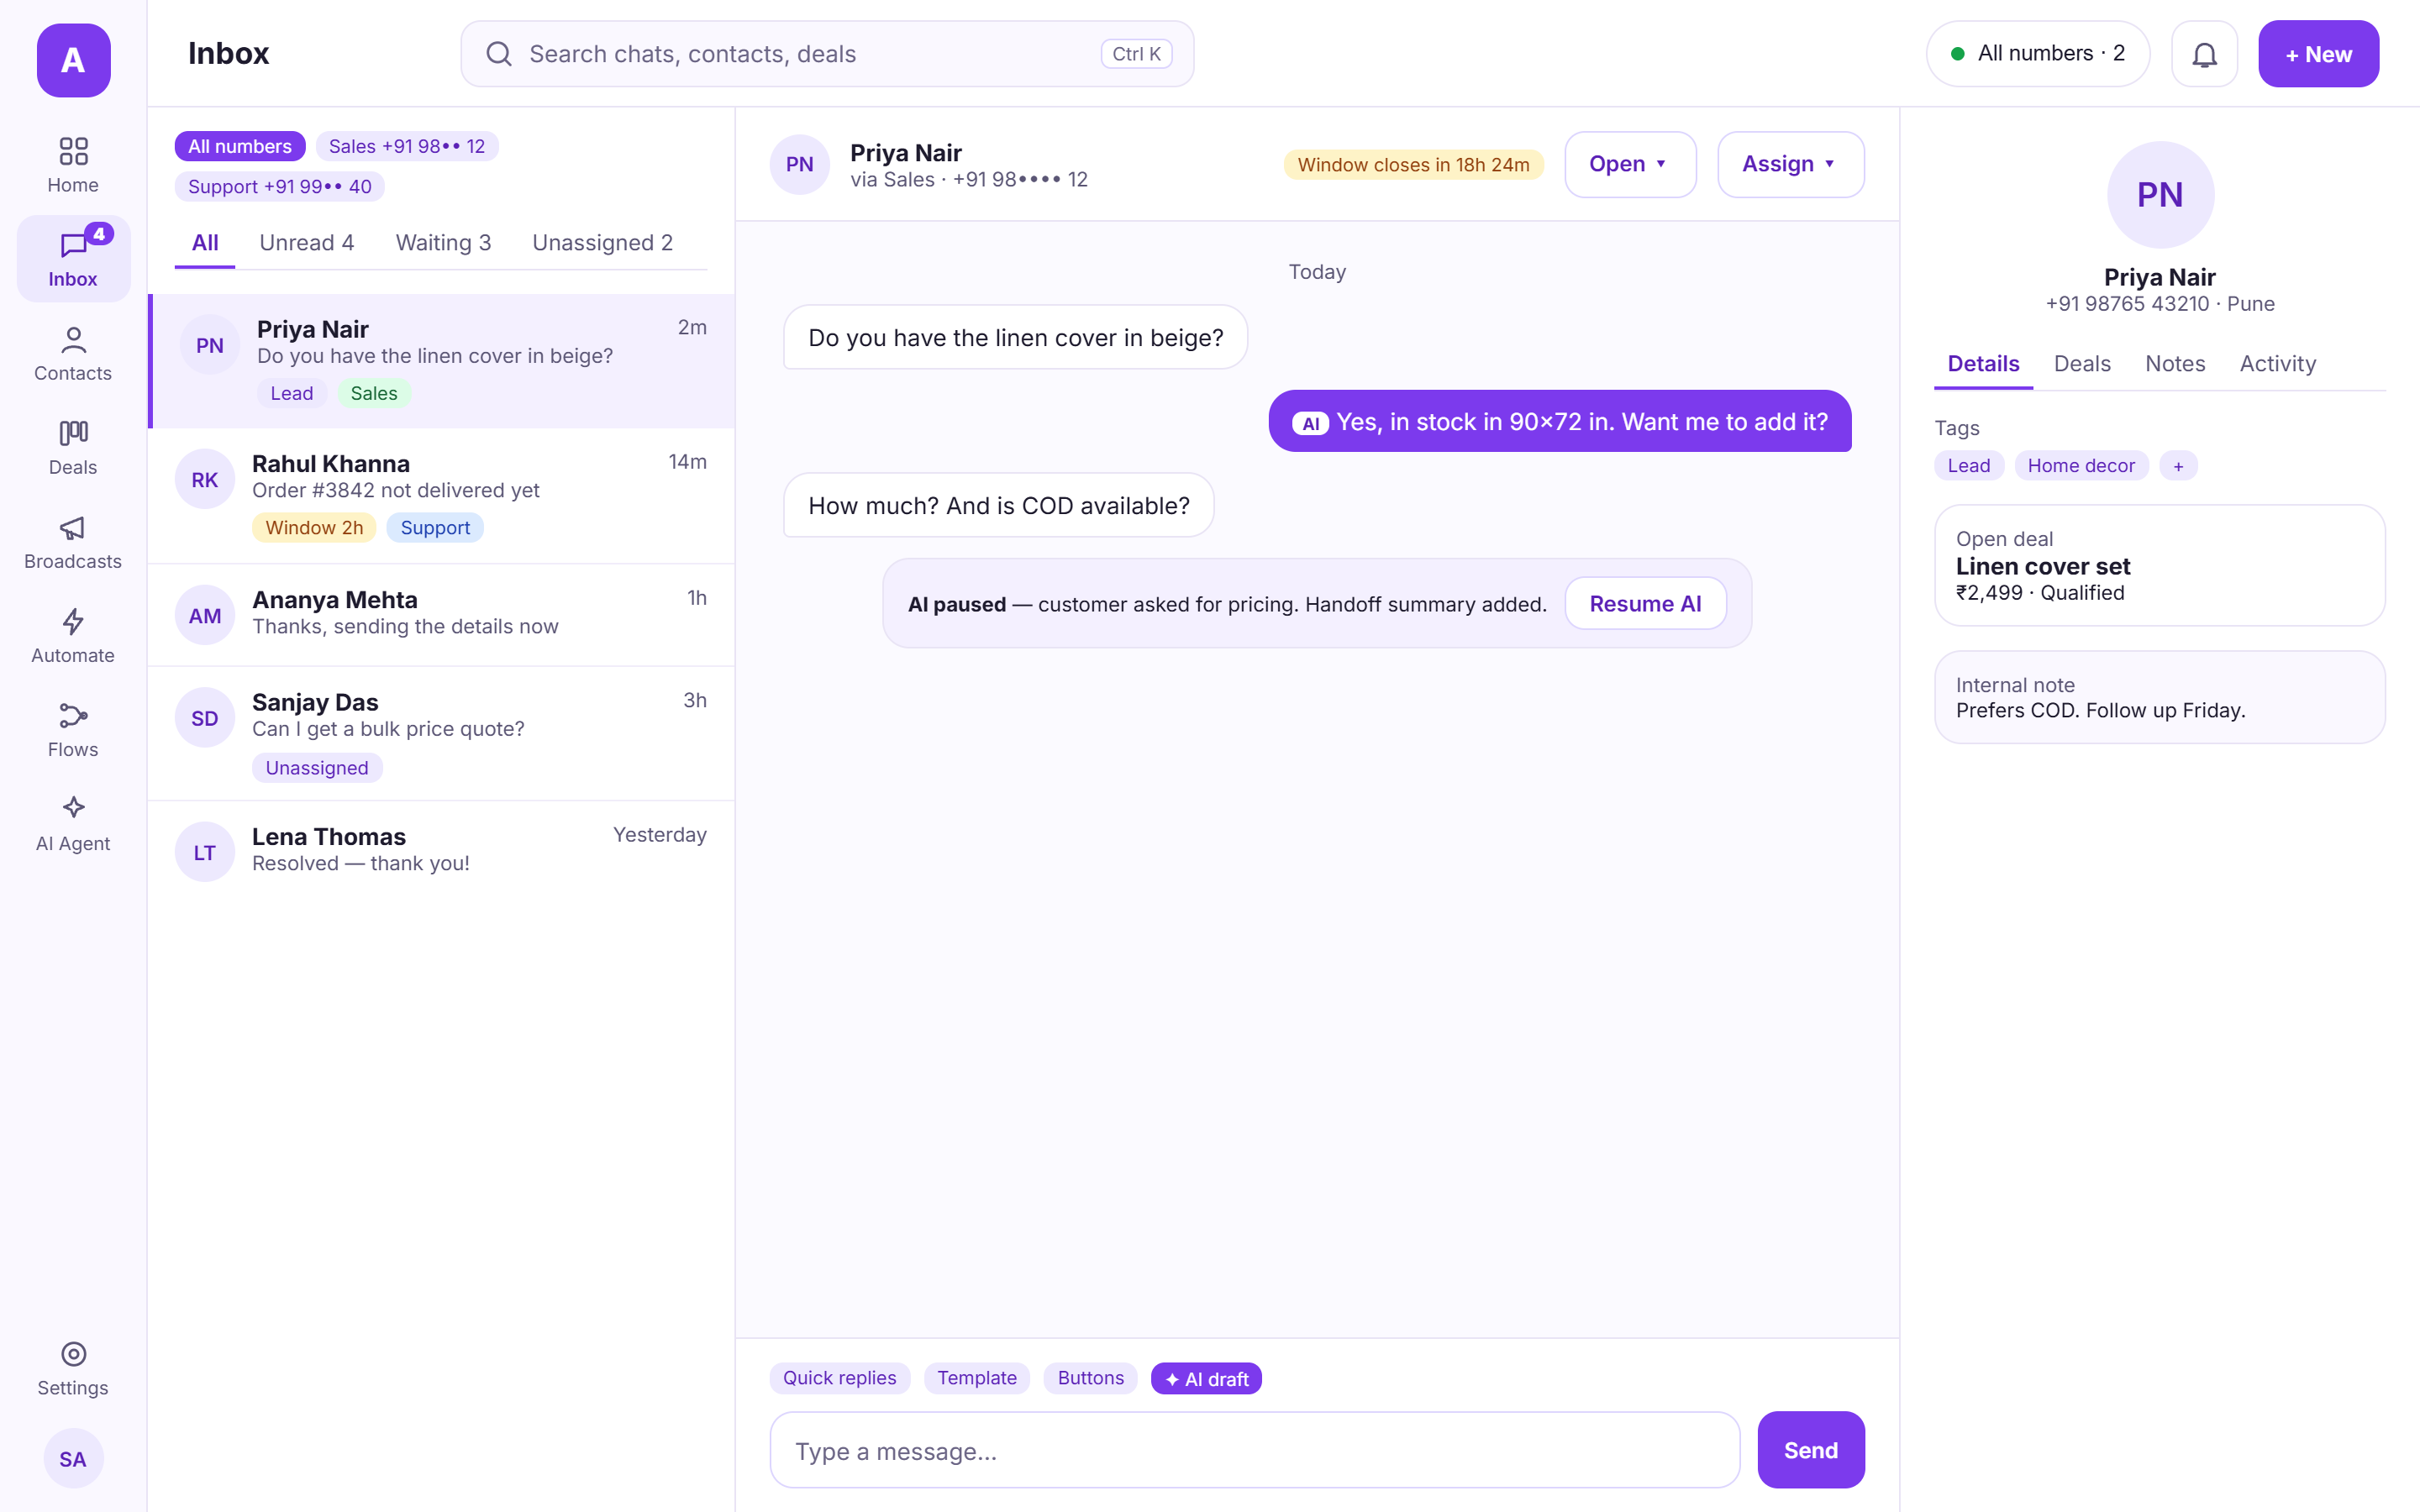 A
Home
4
Inbox
Contacts
Deals
Broadcasts
Automate
Flows
AI Agent
Settings
SA
Inbox
Search chats, contacts, deals
Ctrl K
All numbers · 2
+ New
All numbers
Sales +91 98•• 12
Support +91 99•• 40
All
Unread 4
Waiting 3
Unassigned 2
PN
Priya Nair
2m
Do you have the linen cover in beige?
Lead
Sales
RK
Rahul Khanna
14m
Order #3842 not delivered yet
Window 2h
Support
AM
Ananya Mehta
1h
Thanks, sending the details now
SD
Sanjay Das
3h
Can I get a bulk price quote?
Unassigned
LT
Lena Thomas
Yesterday
Resolved — thank you!
PN
Priya Nair
via Sales · +91 98•••• 12
Window closes in 18h 24m
Open ▾
Assign ▾
Today
Do you have the linen cover in beige?
AI Yes, in stock in 90×72 in. Want me to add it?
How much? And is COD available?
AI paused — customer asked for pricing. Handoff summary added.
Resume AI
Quick replies
Template
Buttons
✦ AI draft
Type a message...
Send
PN
Priya Nair
+91 98765 43210 · Pune
Details
Deals
Notes
Activity
Tags
Lead
Home decor
+
Open deal
Linen cover set
₹2,499 · Qualified
Internal note
Prefers COD. Follow up Friday.